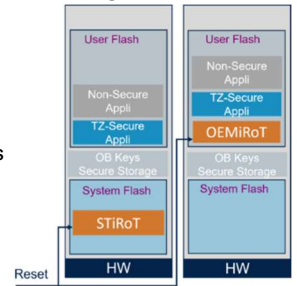 User Flash
Non-Secure
Appli
TZ-Secure
Appli
OB Keys
Secure Storage
System Flash
STiRoT
HW
User Flash
Non-Secure
Appli
TZ-Secure
Appli
OEMiRoT
OB Keys
Secure Storage
System Flash
HW
s
Reset